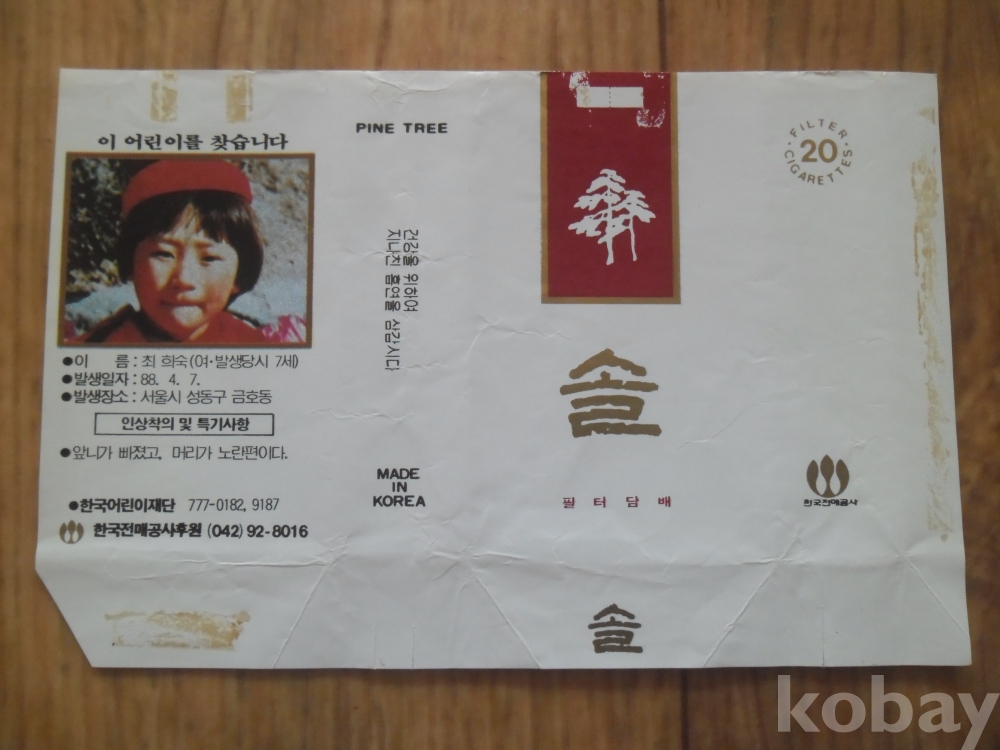 이 어린이를 찾습니다
●이 름 : 최 희숙(여·발생당시 7세)
●발생일자 : 88. 4. 7.
●발생장소 : 서울시 성동구 금호동
인상착의 및 특기사항
●앞니가 빠졌고, 머리가 노란편이다.
●한국어린이재단 777-0182, 9187
한국전매공사후원 (042) 92-8016
PINE TREE
건강을 위하여
지나친 흡연을 삼갑시다
MADE
IN
KOREA
솔
필터담배
솔
·FILTER·
20
CIGARETTES
한국전매공사
kobay